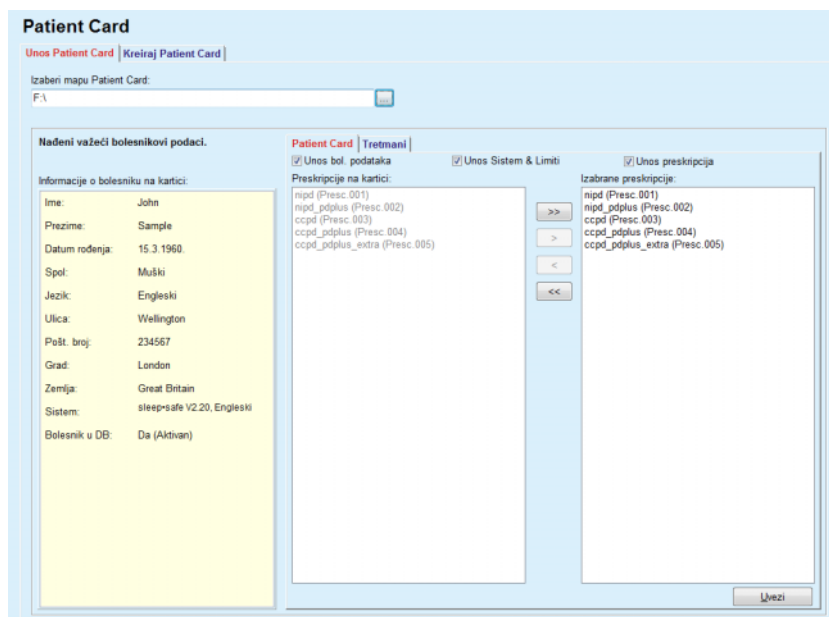 Patient Card
Unos Patient Card Kreiraj Patient Card
Izaberi mapu Patient Card:
F:\
...
Nađeni važeći bolesnikovi podaci.
Informacije o bolesniku na kartici:
Ime: John
Prezime: Sample
Datum rođenja: 15.3.1960.
Spol: Muški
Jezik: Engleski
Ulica: Wellington
Pošt. broj: 234567
Grad: London
Zemlja: Great Britain
Sistem: sleep•safe V2.20, Engleski
Bolesnik u DB: Da (Aktivan)
Patient Card Tretmani
Unos bol. podataka Unos Sistem & Limiti Unos preskripcija
Preskripcije na kartici:
nipd (Presc.001)
nipd_pdplus (Presc.002)
ccpd (Presc.003)
ccpd_pdplus (Presc.004)
ccpd_pdplus_extra (Presc.005)
>>
>
<
<<
Izabrane preskripcije:
nipd (Presc.001)
nipd_pdplus (Presc.002)
ccpd (Presc.003)
ccpd_pdplus (Presc.004)
ccpd_pdplus_extra (Presc.005)
Uvezi